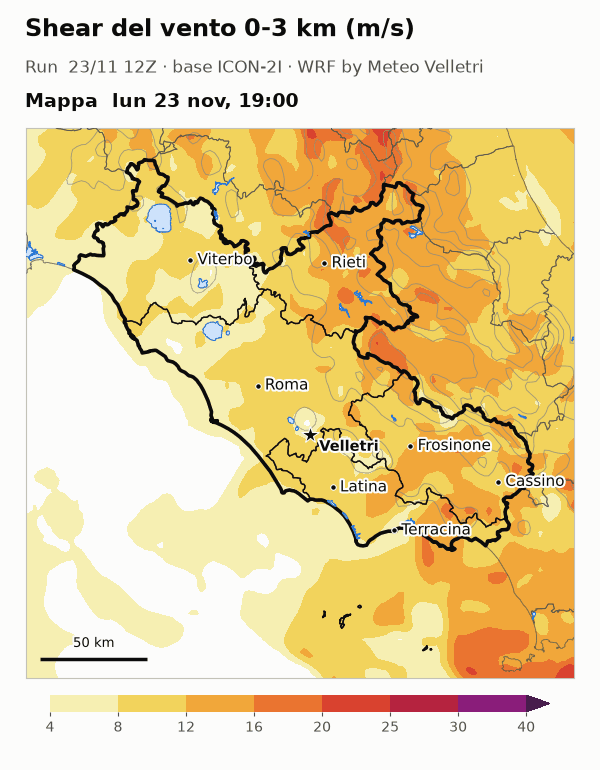 Shear del vento 0-3 km (m/s)
Run  23/11 12Z · base ICON-2I · WRF by Meteo Velletri
Mappa  lun 23 nov, 19:00
Viterbo
Rieti
Roma
Velletri
Frosinone
Cassino
Latina
Terracina
50 km
4 8 12 16 20 25 30 40